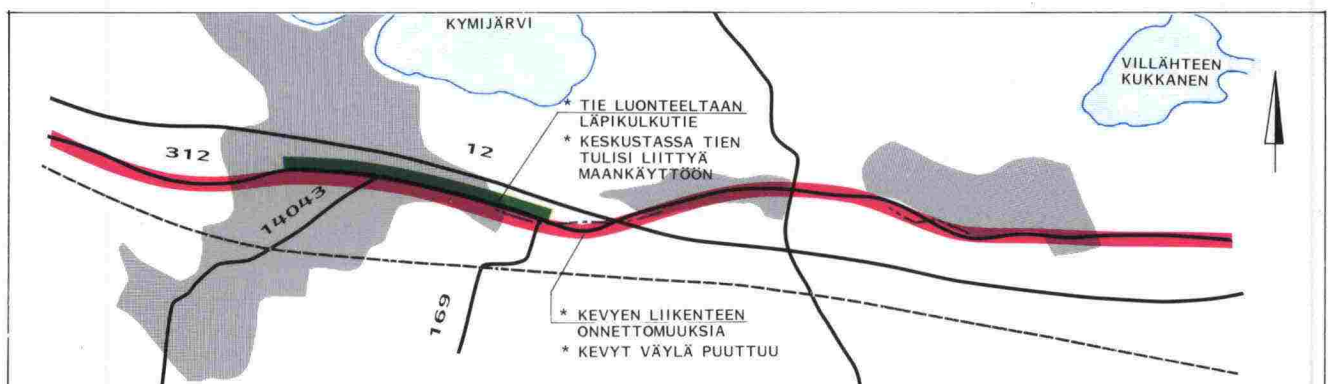 KYMIJÄRVI
VILLÄHTEEN
KUKKANEN
* TIE LUONTEELTAAN
LÄPIKULKUTIE
* KESKUSTASSA TIEN
TULISI LIITTYÄ
MAANKÄYTTÖÖN
312
12
14043
169
* KEVYEN LIIKENTEEN
ONNETTOMUUKSIA
* KEVYT VÄYLÄ PUUTTUU